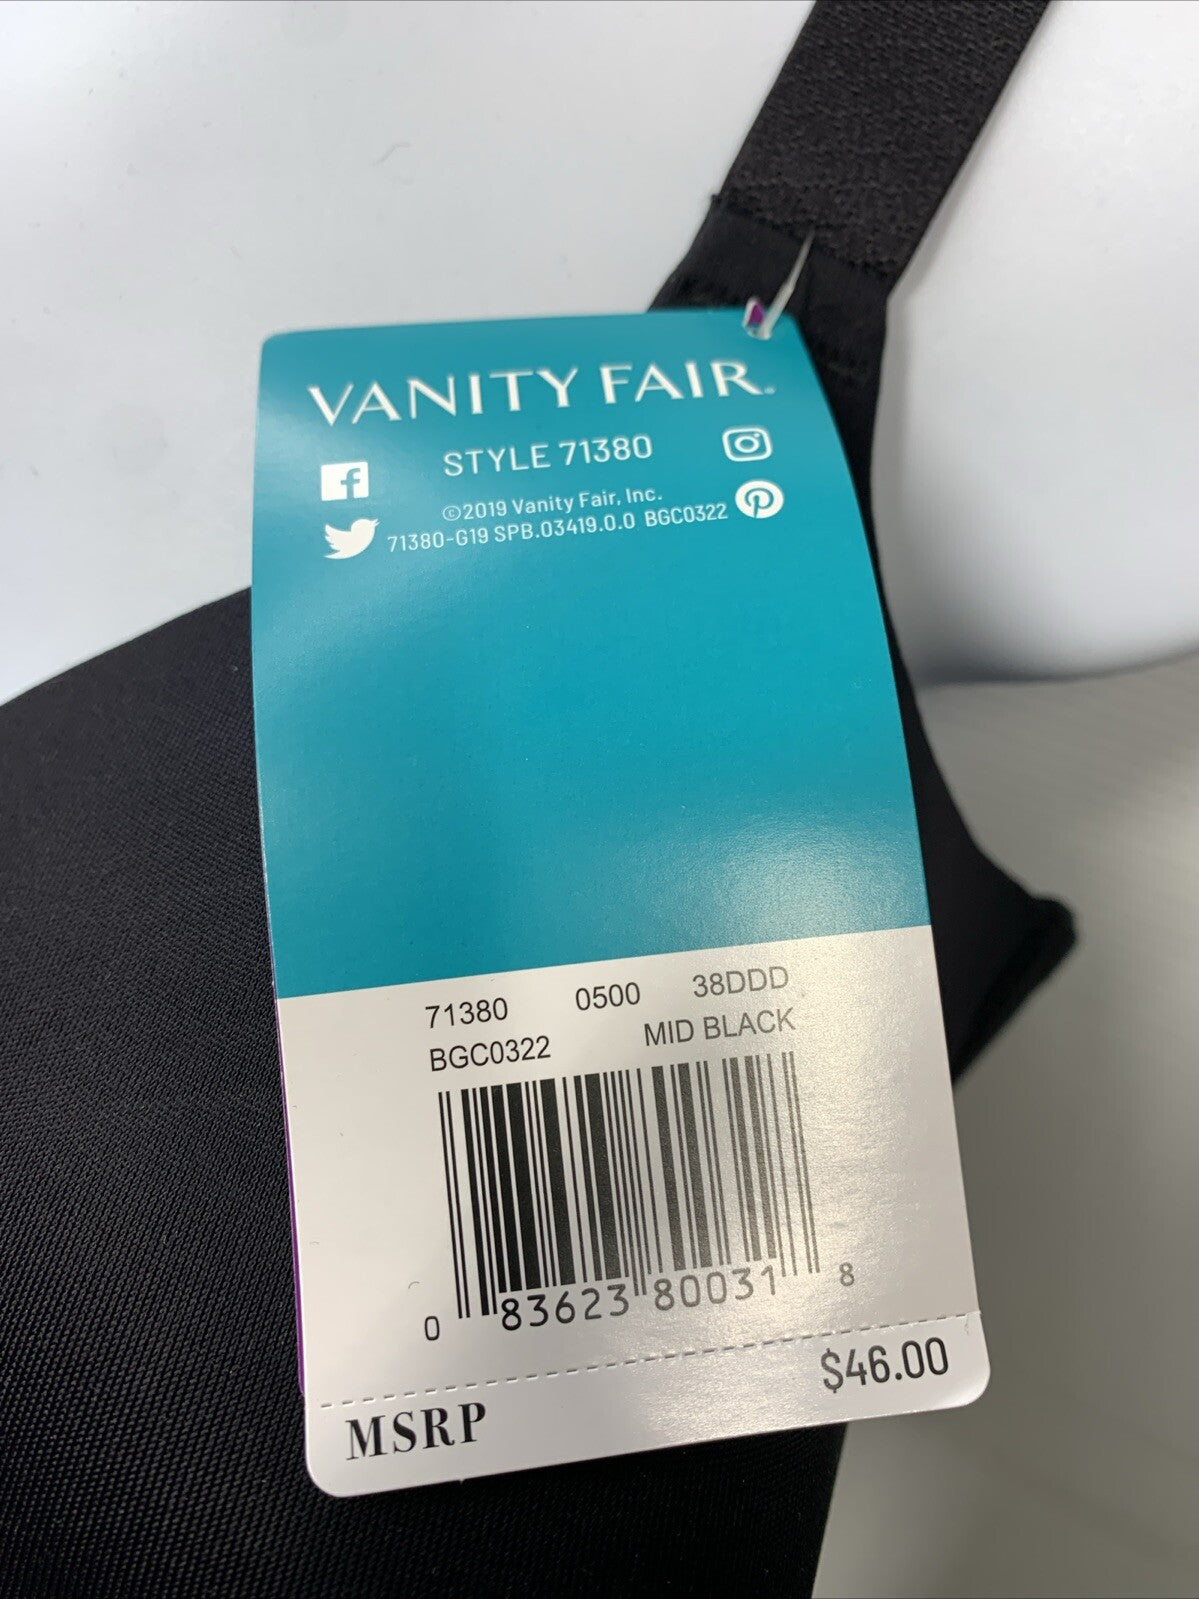 VANITY FAIR®
STYLE 71380
©2019 Vanity Fair, Inc.
71380-G19 SPB.03419.0.0 BGC0322
71380 0500 38DDD
BGC0322 MID BLACK
0 83623 80031 8
$46.00
MSRP